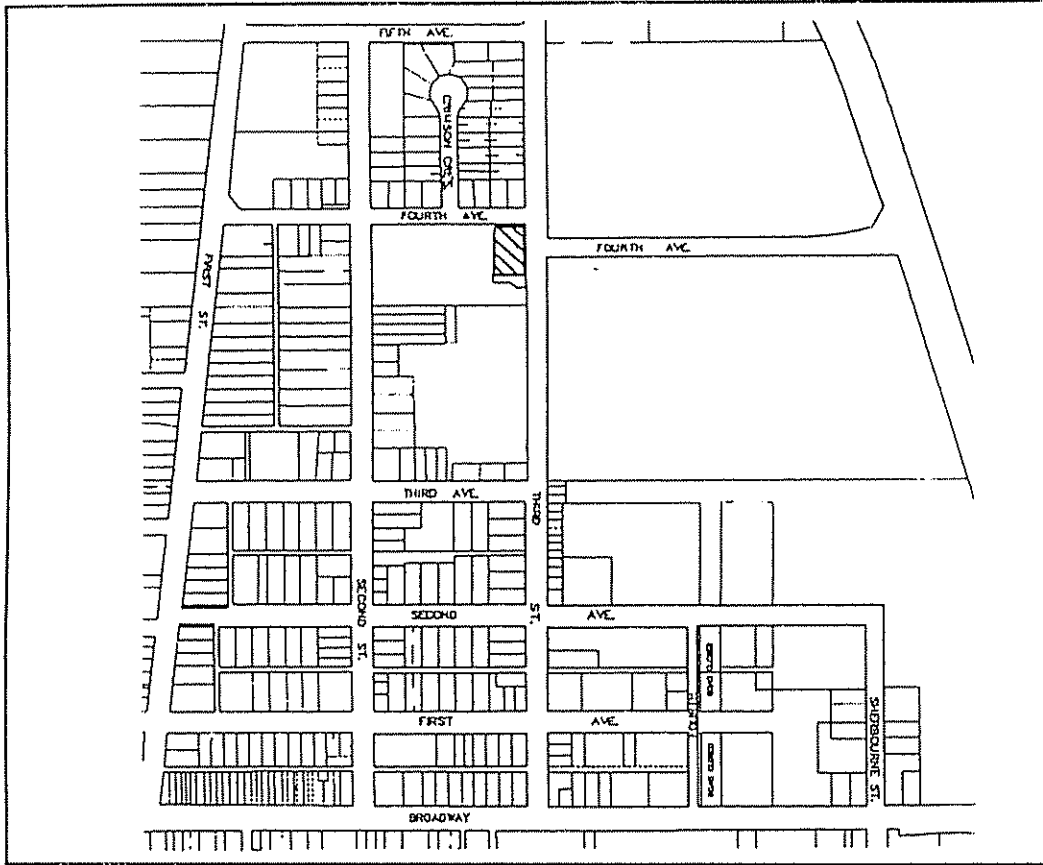 FIFTH AVE.
FOURTH AVE.
FOURTH AVE.
FIRST ST.
THIRD AVE.
THIRD ST.
SECOND ST.
SECOND AVE.
FIRST AVE.
SHERBOURNE ST.
BROADWAY